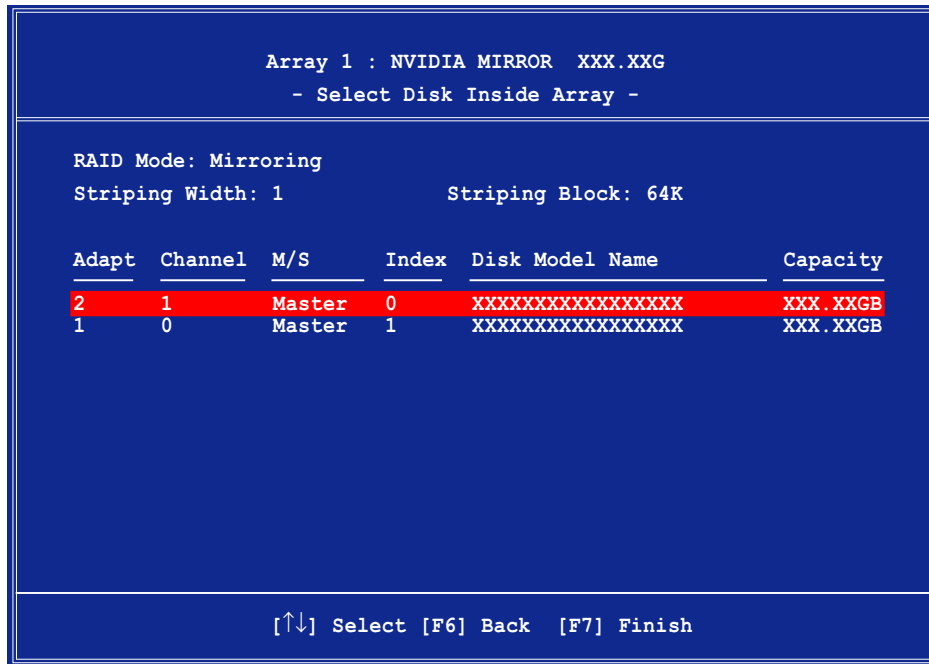 Array 1 : NVIDIA MIRROR XXX.XXG
- Select Disk Inside Array -
RAID Mode: Mirroring
Striping Width: 1 Striping Block: 64K
Adapt Channel M/S Index Disk Model Name Capacity
2 1 Master 0 XXXXXXXXXXXXXXXXX XXX.XXGB
1 0 Master 1 XXXXXXXXXXXXXXXXX XXX.XXGB
[↑↓] Select [F6] Back [F7] Finish